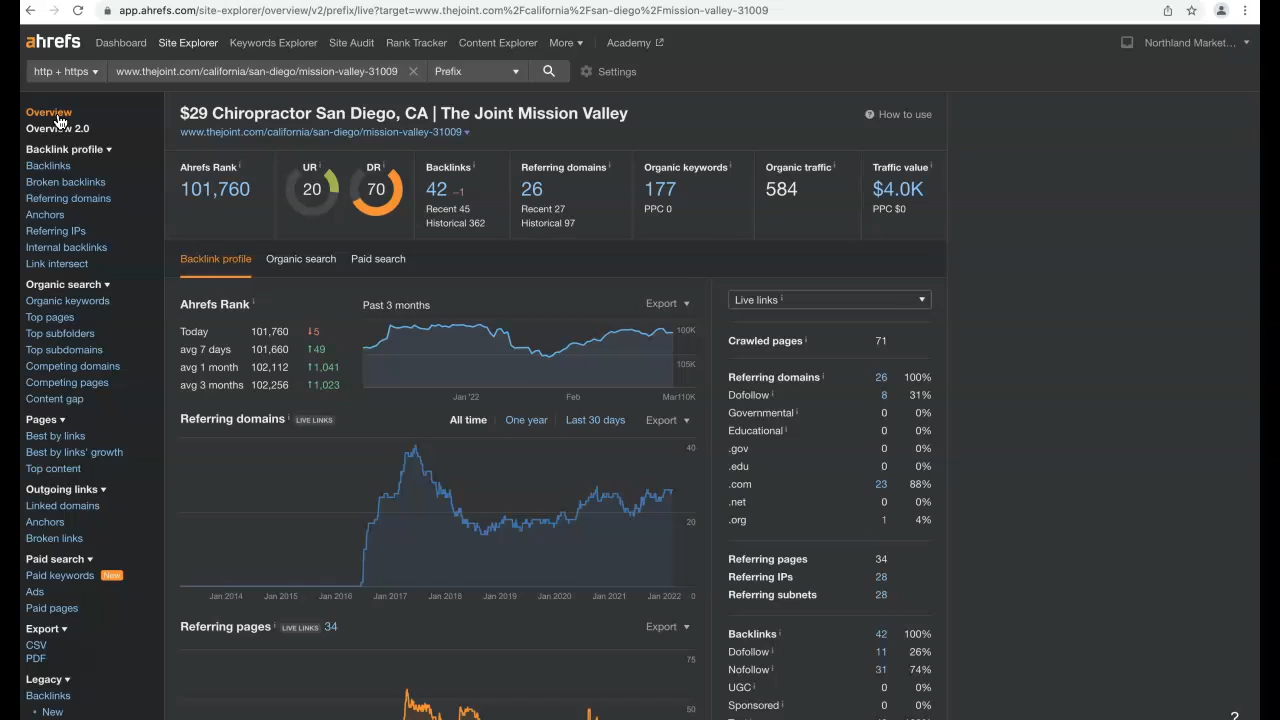 app.ahrefs.com/site-explorer/overview/v2/prefix/live?target=www.thejoint.com%2Fcalifornia%2Fsan-diego%2Fmission-valley-31009
ahrefs Dashboard Site Explorer Keywords Explorer Site Audit Rank Tracker Content Explorer More Academy Northland Market...
http + https www.thejoint.com/california/san-diego/mission-valley-31009 Prefix Settings
Overview
Overview 2.0
Backlink profile
Backlinks
Broken backlinks
Referring domains
Anchors
Referring IPs
Internal backlinks
Link intersect
Organic search
Organic keywords
Top pages
Top subfolders
Top subdomains
Competing domains
Competing pages
Content gap
Pages
Best by links
Best by links' growth
Top content
Outgoing links
Linked domains
Anchors
Broken links
Paid search
Paid keywords New
Ads
Paid pages
Export
CSV
PDF
Legacy
Backlinks
• New
$29 Chiropractor San Diego, CA | The Joint Mission Valley
? How to use
www.thejoint.com/california/san-diego/mission-valley-31009
Ahrefs Rank i
101,760
UR i
20
DR i
70
Backlinks i
42 –1
Recent 45
Historical 362
Referring domains i
26
Recent 27
Historical 97
Organic keywords i
177
PPC 0
Organic traffic i
584
Traffic value i
$4.0K
PPC $0
Backlink profile Organic search Paid search
Ahrefs Rank i
Past 3 months
Export
Today 101,760 ↓5
avg 7 days 101,660 ↑49
avg 1 month 102,112 ↑1,041
avg 3 months 102,256 ↑1,023
100K
105K
Jan '22 Feb Mar110K
Referring domains i LIVE LINKS All time One year Last 30 days Export
40
20
Jan 2014 Jan 2015 Jan 2016 Jan 2017 Jan 2018 Jan 2019 Jan 2020 Jan 2021 Jan 2022 0
Referring pages i LIVE LINKS 34 Export
75
50
Live links i
Crawled pages i 71
Referring domains i 26 100%
Dofollow i 8 31%
Governmental i 0 0%
Educational i 0 0%
.gov 0 0%
.edu 0 0%
.com 23 88%
.net 0 0%
.org 1 4%
Referring pages 34
Referring IPs 28
Referring subnets 28
Backlinks i 42 100%
Dofollow i 11 26%
Nofollow i 31 74%
UGC i 0 0%
Sponsored i 0 0%